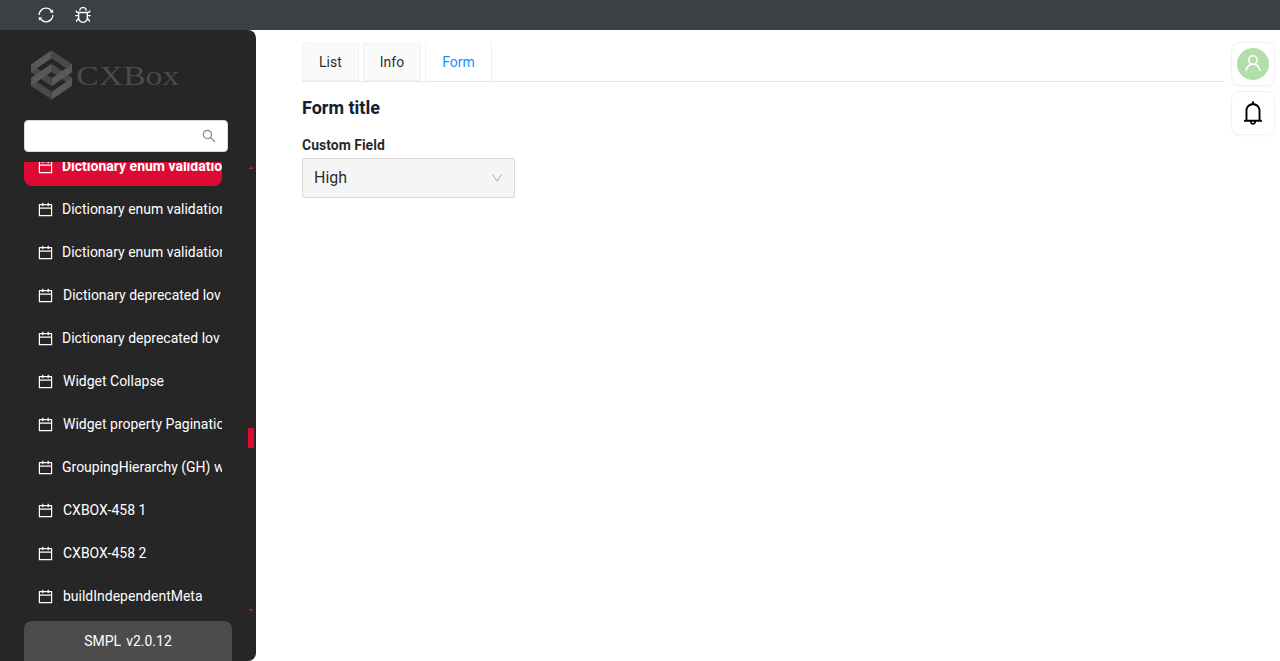 CXBox
Dictionary enum validatio
Dictionary enum validation
Dictionary enum validation
Dictionary deprecated lov
Dictionary deprecated lov
Widget Collapse
Widget property Paginatio
GroupingHierarchy (GH) w
CXBOX-458 1
CXBOX-458 2
buildIndependentMeta
SMPL v2.0.12
List
Info
Form
Form title
Custom Field
High